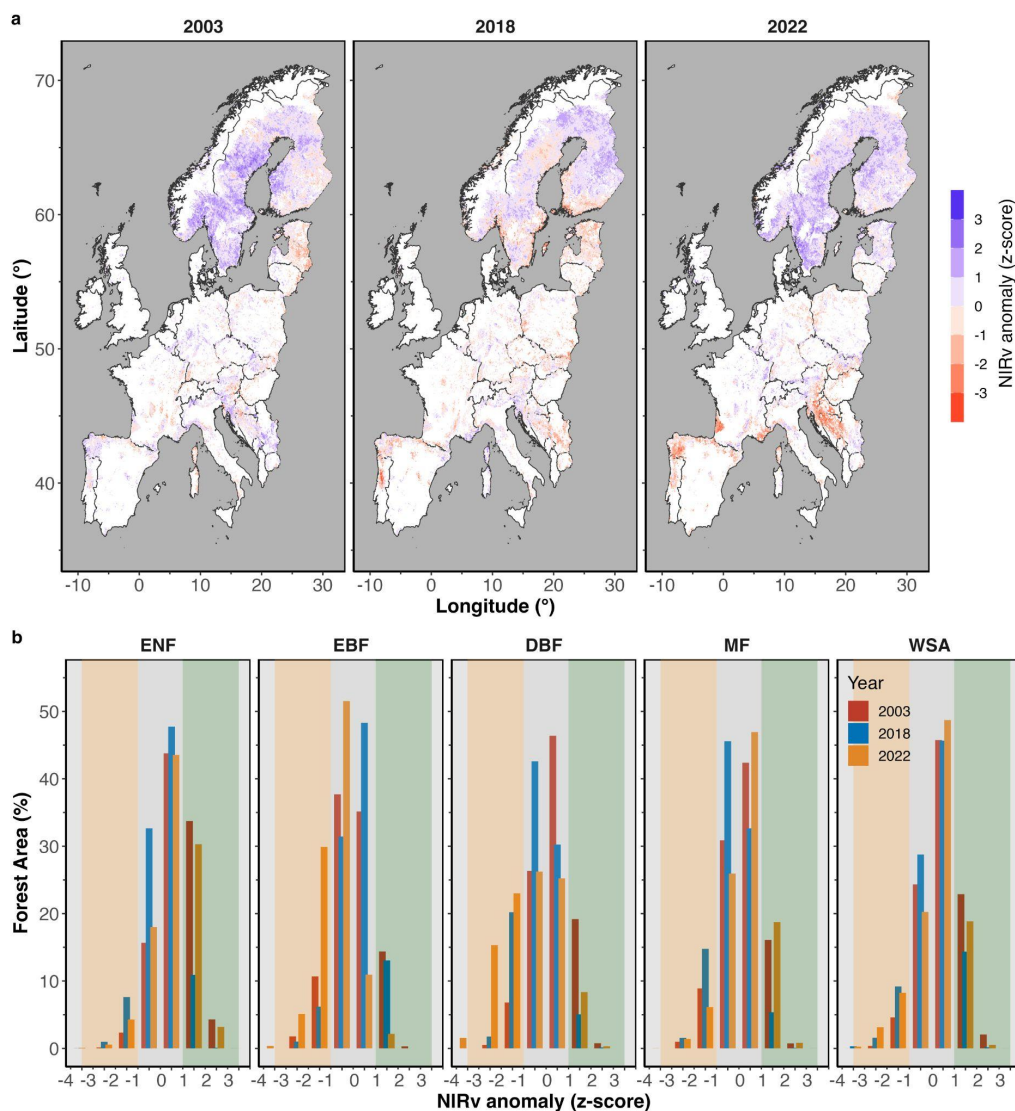 a
2003 2018 2022
70
60
50
40
Laitude (°)
-10 0 10 20 30 -10 0 10 20 30 -10 0 10 20 30
Longitude (°)
3
2
1
0
-1
-2
-3
NIRv anomaly (z-score)
b
ENF EBF DBF MF WSA
50
40
30
20
10
0
Forest Area (%)
Year
2003
2018
2022
-4 -3 -2 -1 0 1 2 3 -4 -3 -2 -1 0 1 2 3 -4 -3 -2 -1 0 1 2 3 -4 -3 -2 -1 0 1 2 3 -4 -3 -2 -1 0 1 2 3
NIRv anomaly (z-score)